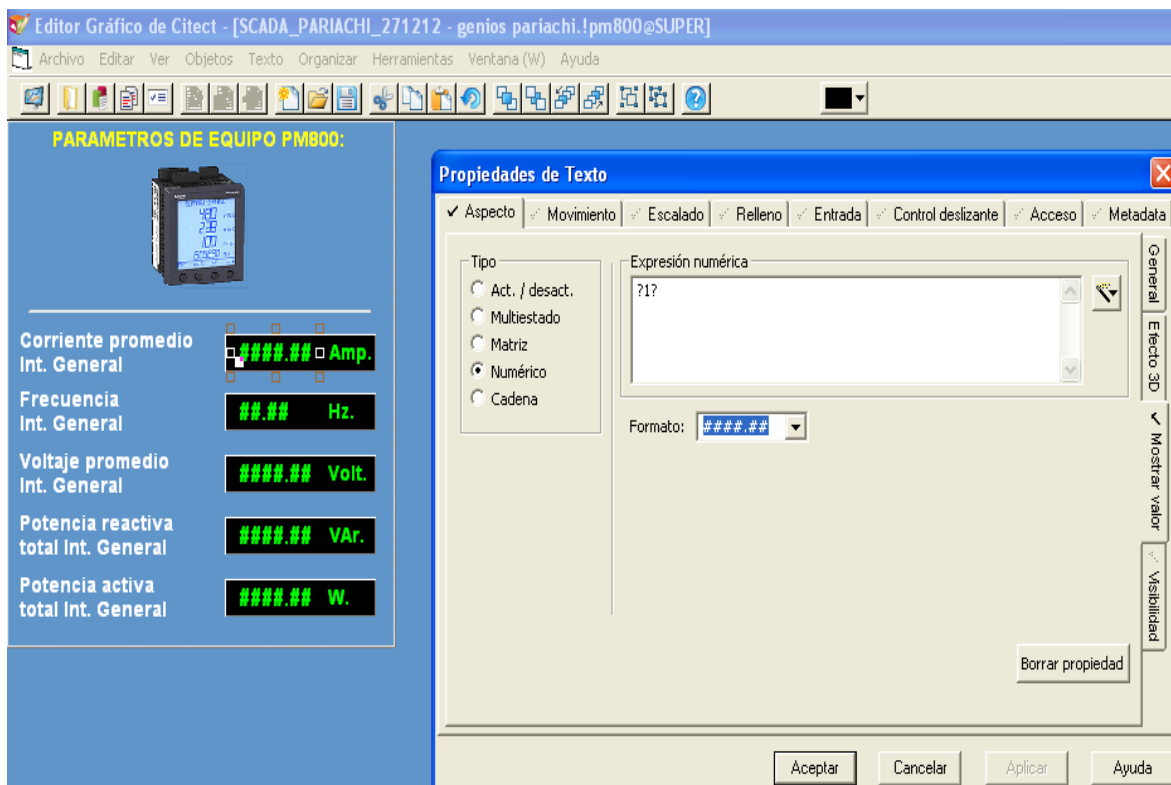 Editor Gráfico de Citect - [SCADA_PARIACHI_271212 - genios pariachi.!pm800@SUPER]
Archivo Editar Ver Objetos Texto Organizar Herramientas Ventana (W) Ayuda
PARAMETROS DE EQUIPO PM800:
Corriente promedio
Int. General
####.## Amp.
Frecuencia
Int. General
##.## Hz.
Voltaje promedio
Int. General
####.## Volt.
Potencia reactiva
total Int. General
####.## VAr.
Potencia activa
total Int. General
####.## W.
Propiedades de Texto
Aspecto Movimiento Escalado Relleno Entrada Control deslizante Acceso Metadata
Tipo
Act. / desact.
Multiestado
Matriz
Numérico
Cadena
Expresión numérica
?1?
Formato: ####.##
General
Efecto 3D
Mostrar valor
Visibilidad
Borrar propiedad
Aceptar Cancelar Aplicar Ayuda